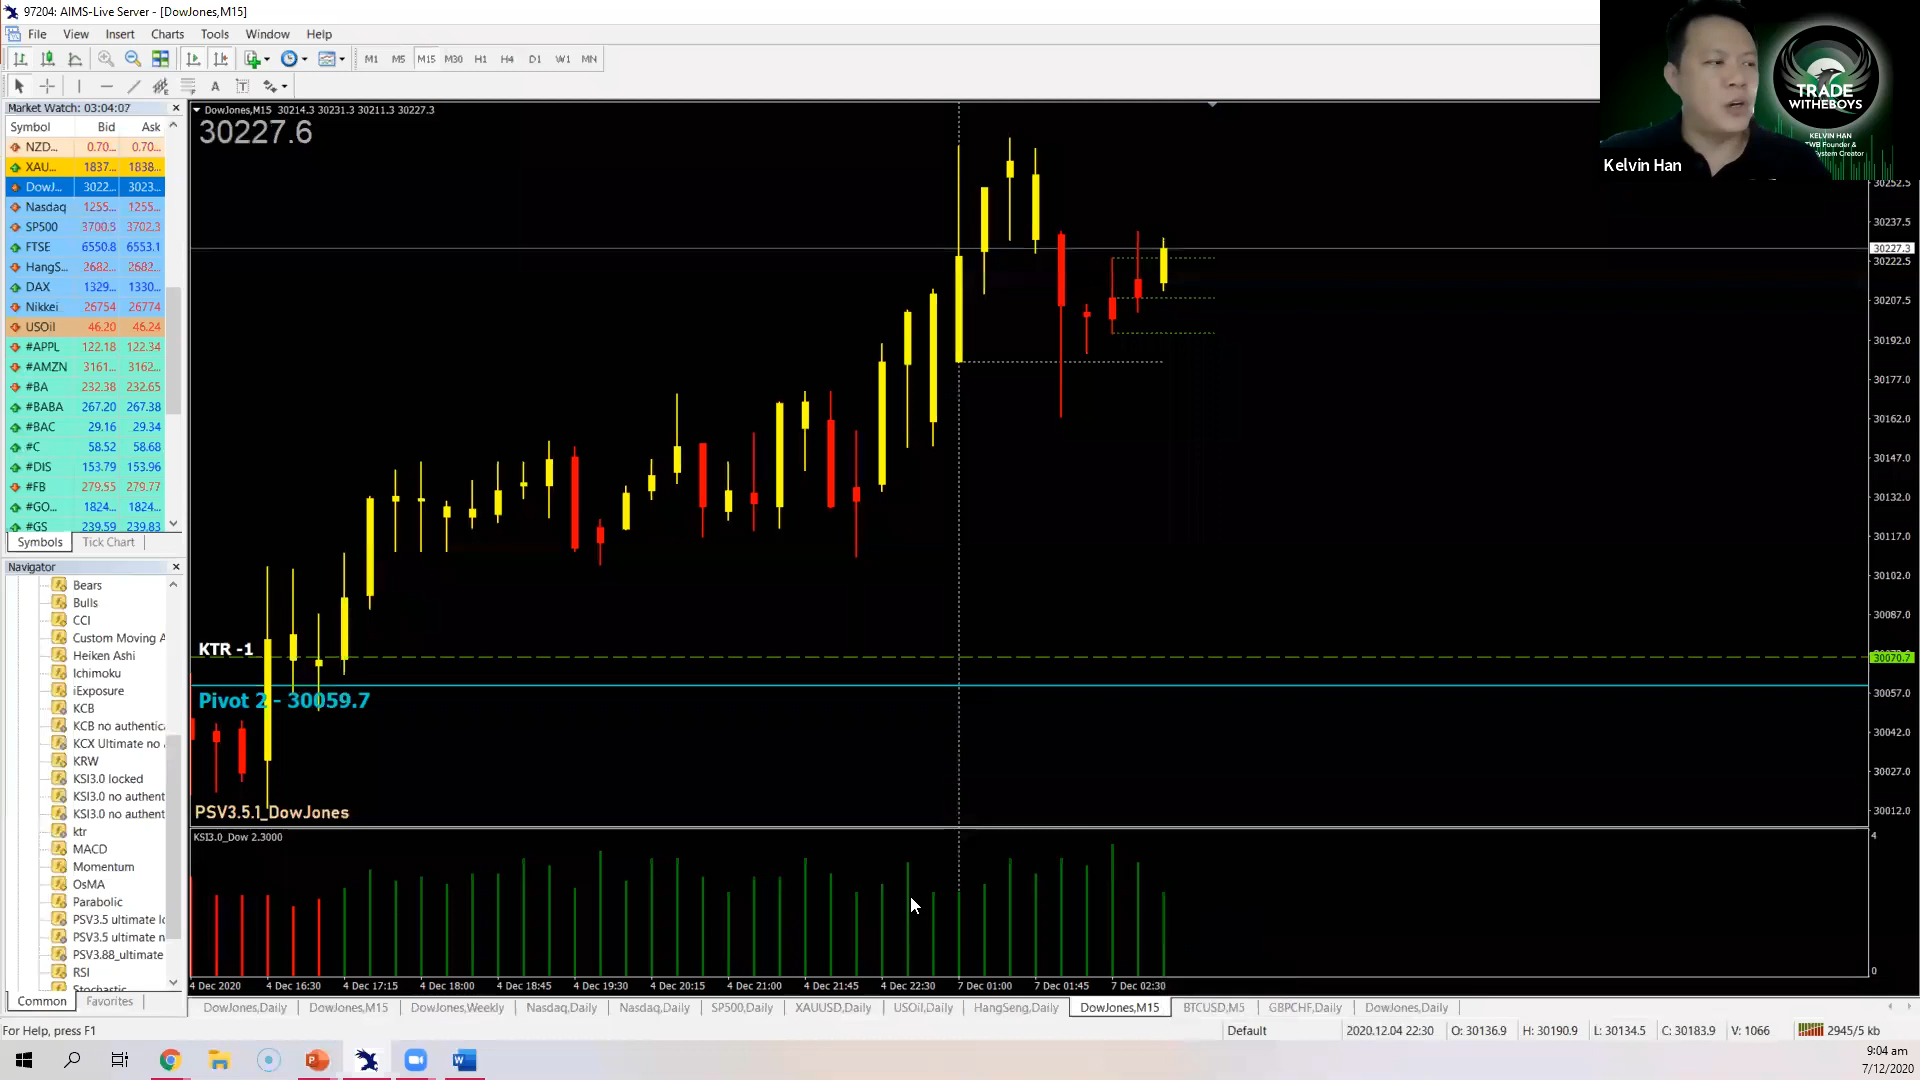 97204: AIMS-Live Server - [DowJones,M15]
File View Insert Charts Tools Window Help
M1 M5 M15 M30 H1 H4 D1 W1 MN
A T
Market Watch: 03:04:07
Symbol Bid Ask
NZD... 0.70... 0.70...
XAU... 1837... 1838...
DowJ... 3022... 3023...
Nasdaq 1255... 1255...
SP500 3700.8 3702.3
FTSE 6550.8 6553.1
HangS... 2682... 2682...
DAX 1329... 1330...
Nikkei 26754 26774
USOil 46.20 46.24
#APPL 122.18 122.34
#AMZN 3161... 3162...
#BA 232.38 232.65
#BABA 267.20 267.38
#BAC 29.16 29.34
#C 58.52 58.68
#DIS 153.79 153.96
#FB 279.55 279.77
#GO... 1824... 1824...
#GS 239.59 239.83
Symbols Tick Chart
Navigator
Bears
Bulls
CCI
Custom Moving A
Heiken Ashi
Ichimoku
iExposure
KCB
KCB no authentic
KCX Ultimate no
KRW
KSI3.0 locked
KSI3.0 no authent
KSI3.0 no authent
ktr
MACD
Momentum
OsMA
Parabolic
PSV3.5 ultimate lo
PSV3.5 ultimate n
PSV3.88_ultimate
RSI
Stochastic
Common Favorites
DowJones,M15 30214.3 30231.3 30211.3 30227.3
30227.6
KTR -1
Pivot 2 - 30059.7
PSV3.5.1_DowJones
KSI3.0_Dow 2.3000
30252.5
30237.5
30227.3
30222.5
30207.5
30192.0
30177.0
30162.0
30147.0
30132.0
30117.0
30102.0
30087.0
30070.7
30057.0
30042.0
30027.0
30012.0
4
0
4 Dec 2020 4 Dec 16:30 4 Dec 17:15 4 Dec 18:00 4 Dec 18:45 4 Dec 19:30 4 Dec 20:15 4 Dec 21:00 4 Dec 21:45 4 Dec 22:30 7 Dec 01:00 7 Dec 01:45 7 Dec 02:30
DowJones,Daily DowJones,M15 DowJones,Weekly Nasdaq,Daily Nasdaq,Daily SP500,Daily XAUUSD,Daily USOil,Daily HangSeng,Daily DowJones,M15 BTCUSD,M5 GBPCHF,Daily DowJones,Daily
For Help, press F1 Default 2020.12.04 22:30 O: 30136.9 H: 30190.9 L: 30134.5 C: 30183.9 V: 1066 2945/5 kb
9:04 am
7/12/2020
TRADE
WITHEBOYS
KELVIN HAN
TWB Founder &
System Creator
Kelvin Han